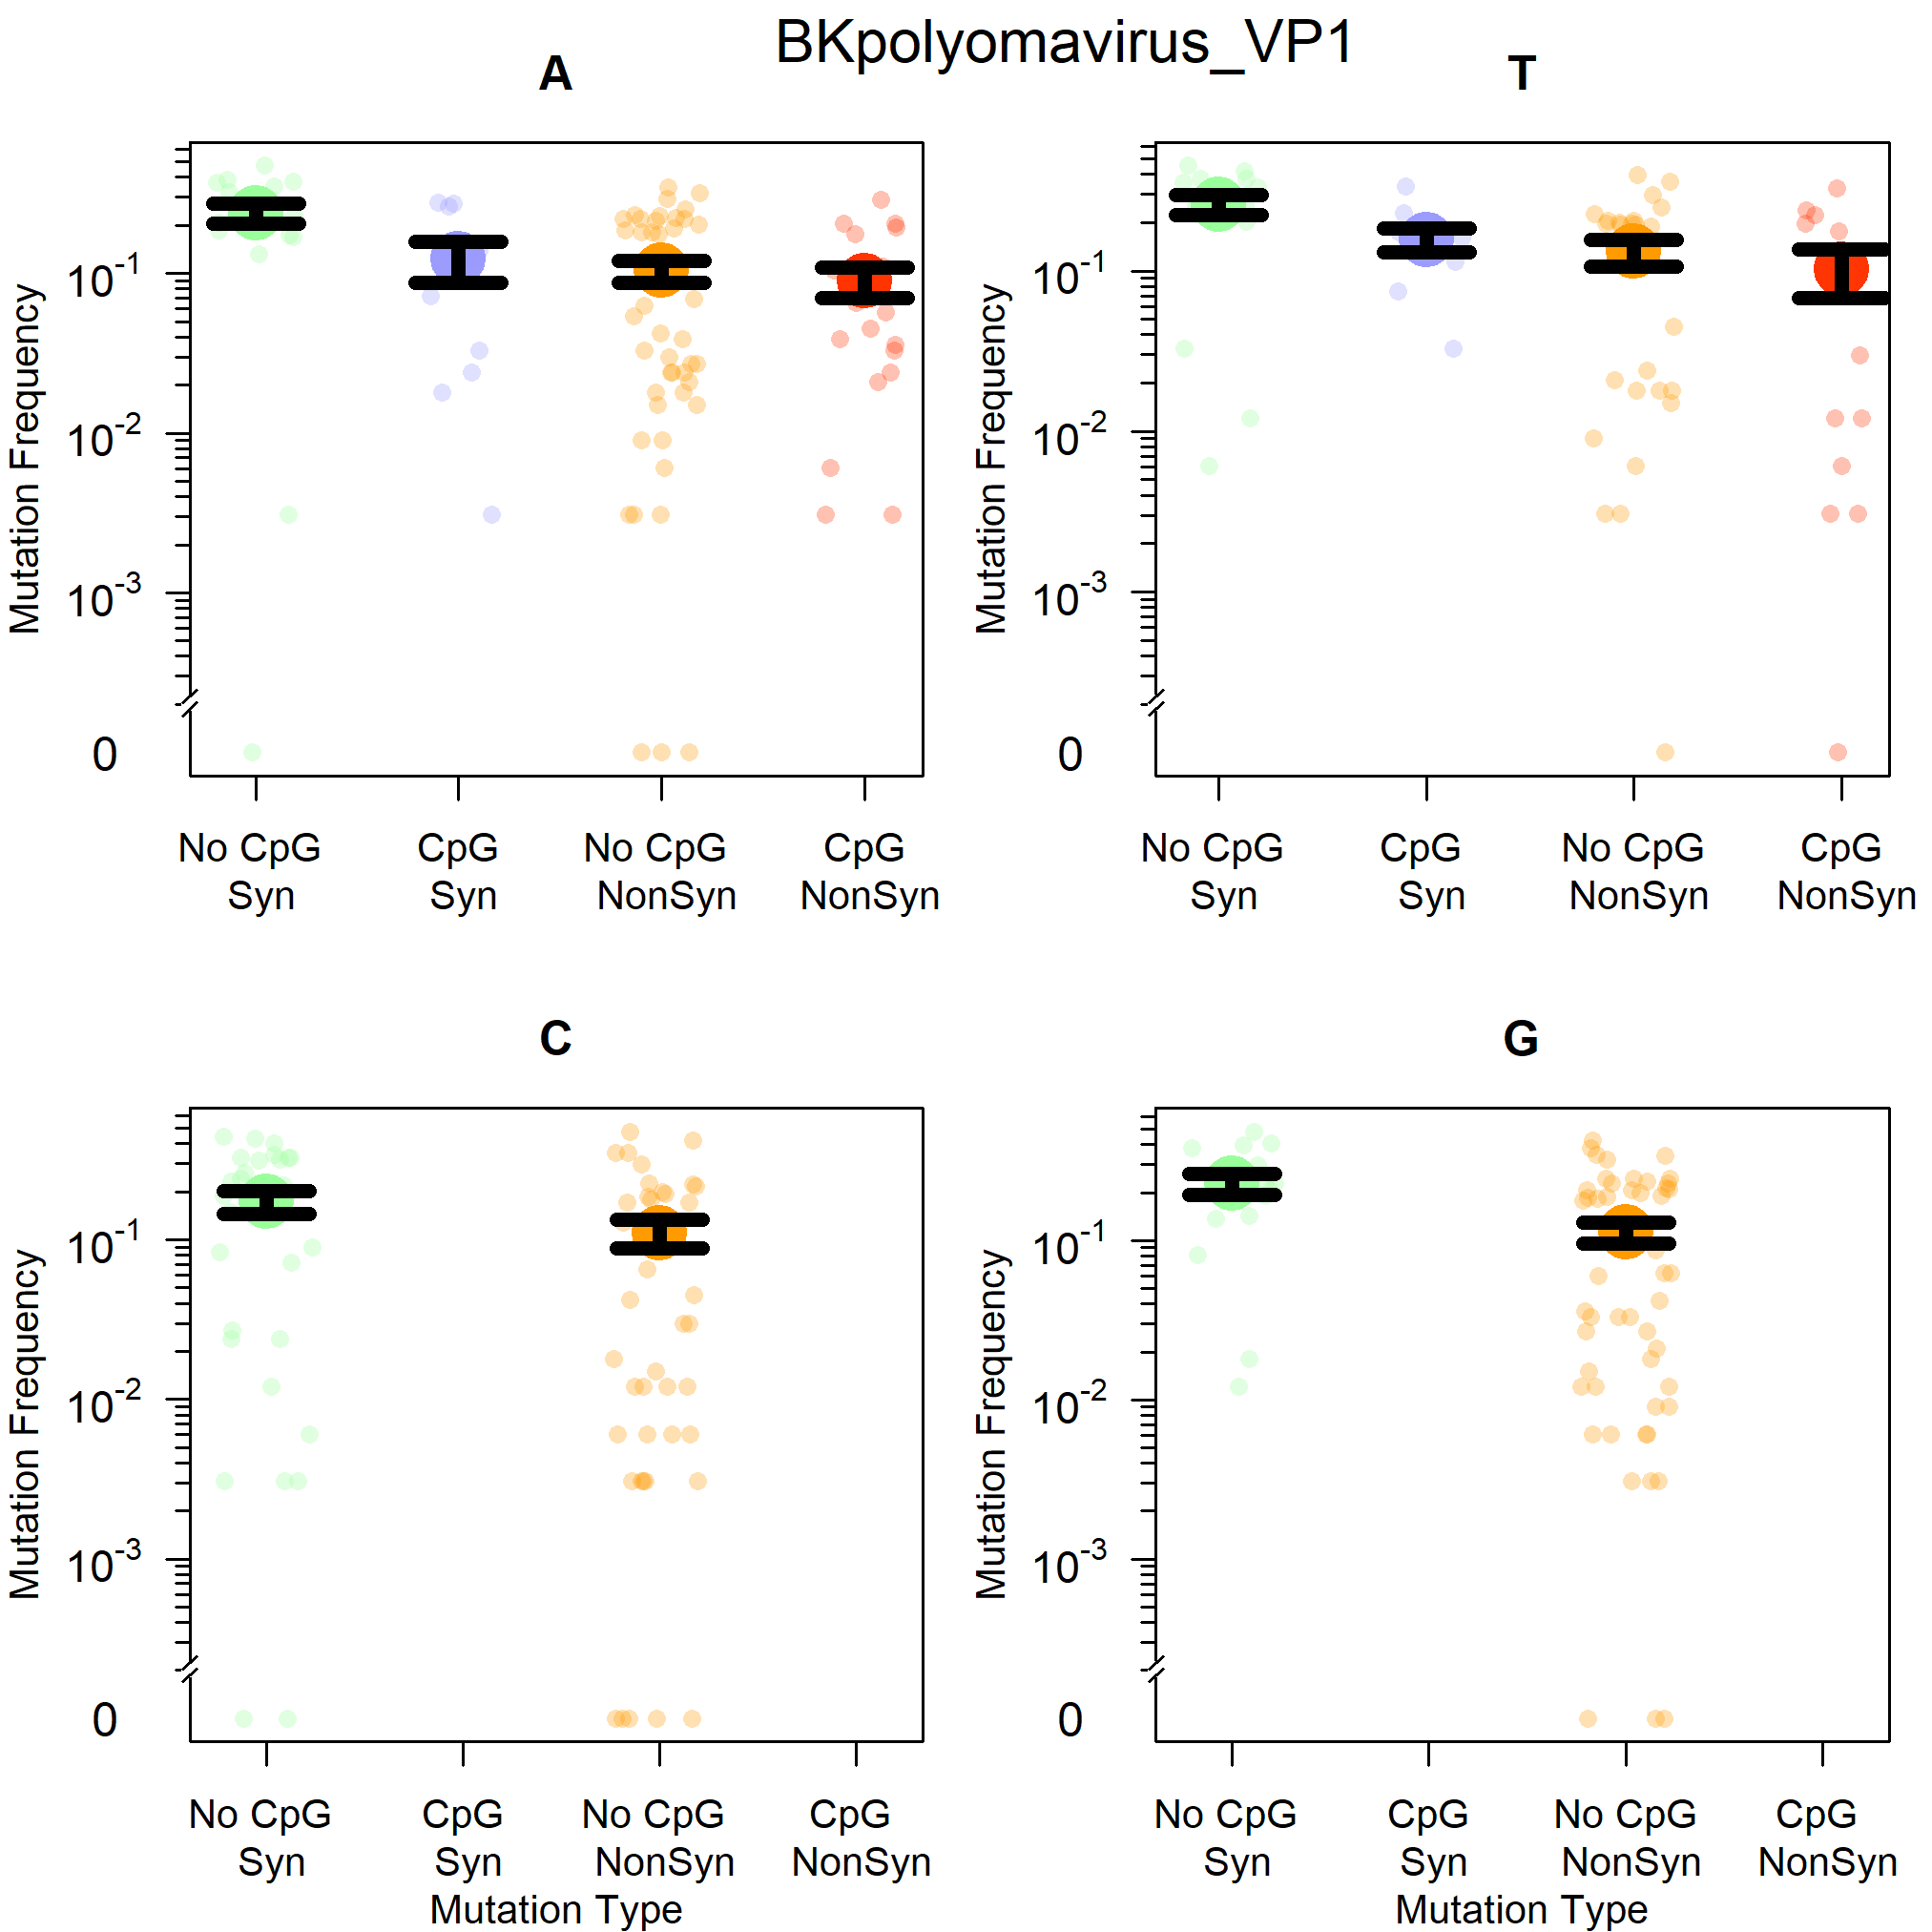 BKpolyomavirus_VP1
A
Mutation Frequency
10-1
10-2
10-3
0
No CpG CpG No CpG CpG
Syn Syn NonSyn NonSyn
T
Mutation Frequency
10-1
10-2
10-3
0
No CpG CpG No CpG CpG
Syn Syn NonSyn NonSyn
C
Mutation Frequency
10-1
10-2
10-3
0
No CpG CpG No CpG CpG
Syn Syn NonSyn NonSyn
Mutation Type
G
Mutation Frequency
10-1
10-2
10-3
0
No CpG CpG No CpG CpG
Syn Syn NonSyn NonSyn
Mutation Type